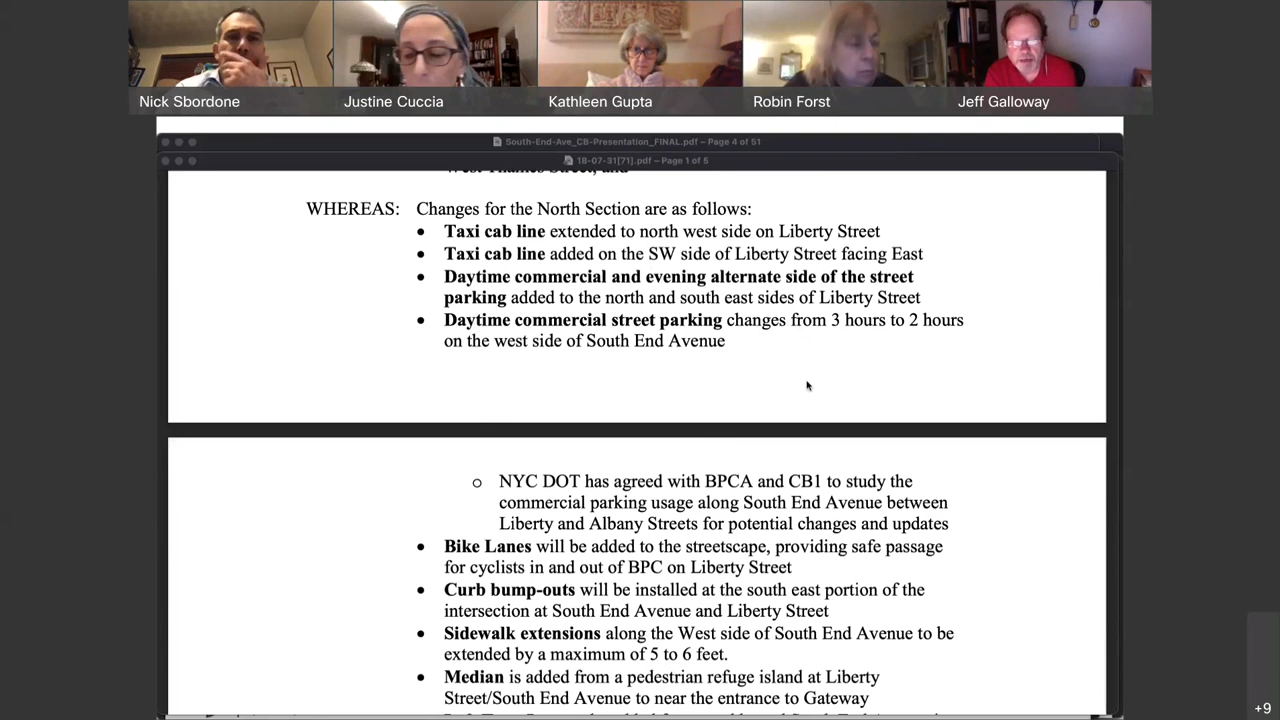 Nick Sbordone
Justine Cuccia
Kathleen Gupta
Robin Forst
Jeff Galloway
South-End-Ave_CB-Presentation_FINAL.pdf – Page 4 of 51
18-07-31[71].pdf – Page 1 of 5
West Thames Street; and
WHEREAS: Changes for the North Section are as follows:
• Taxi cab line extended to north west side on Liberty Street
• Taxi cab line added on the SW side of Liberty Street facing East
• Daytime commercial and evening alternate side of the street
parking added to the north and south east sides of Liberty Street
• Daytime commercial street parking changes from 3 hours to 2 hours
on the west side of South End Avenue
o NYC DOT has agreed with BPCA and CB1 to study the
commercial parking usage along South End Avenue between
Liberty and Albany Streets for potential changes and updates
• Bike Lanes will be added to the streetscape, providing safe passage
for cyclists in and out of BPC on Liberty Street
• Curb bump-outs will be installed at the south east portion of the
intersection at South End Avenue and Liberty Street
• Sidewalk extensions along the West side of South End Avenue to be
extended by a maximum of 5 to 6 feet.
• Median is added from a pedestrian refuge island at Liberty
Street/South End Avenue to near the entrance to Gateway
+9